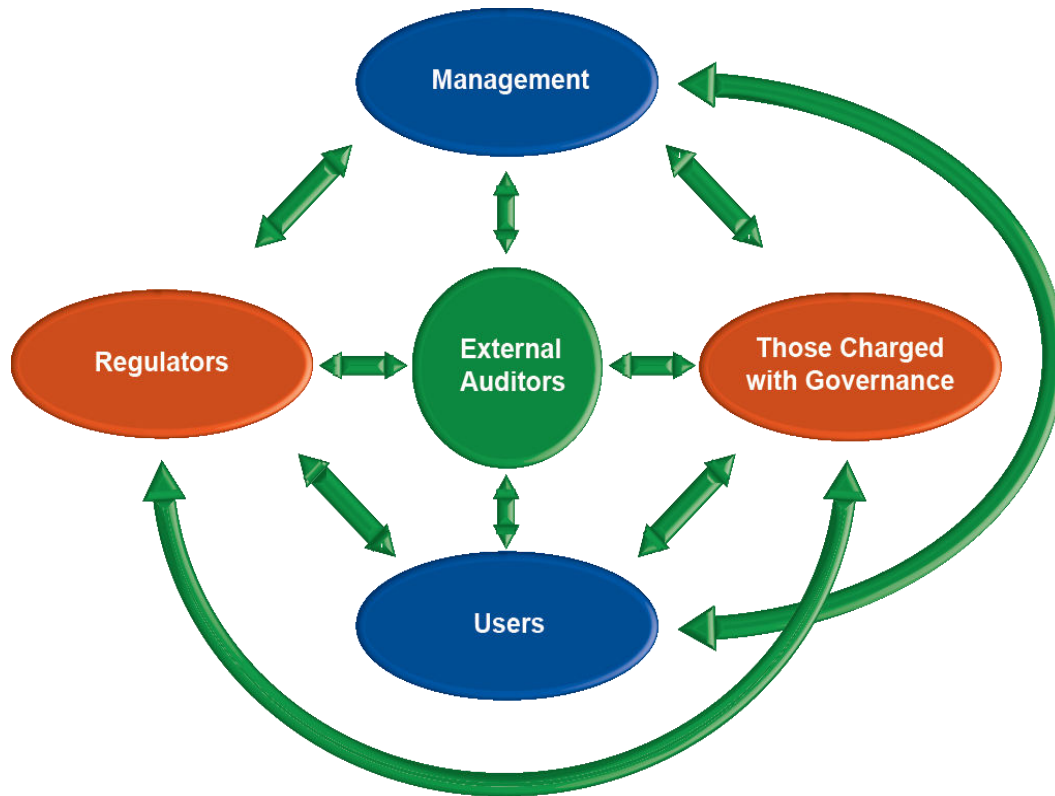 Management
Regulators
External
Auditors
Those Charged
with Governance
Users